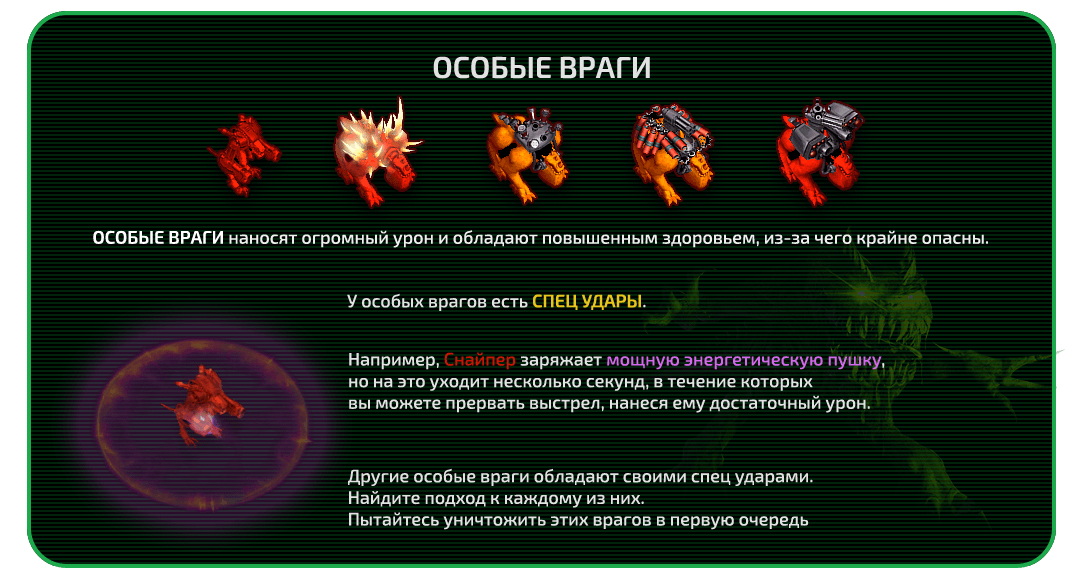 ОСОБЫЕ ВРАГИ
ОСОБЫЕ ВРАГИ наносят огромный урон и обладают повышенным здоровьем, из-за чего крайне опасны.
У особых врагов есть СПЕЦ УДАРЫ.
Например, Снайпер заряжает мощную энергетическую пушку,
но на это уходит несколько секунд, в течение которых
вы можете прервать выстрел, нанеся ему достаточный урон.
Другие особые враги обладают своими спец ударами.
Найдите подход к каждому из них.
Пытайтесь уничтожить этих врагов в первую очередь